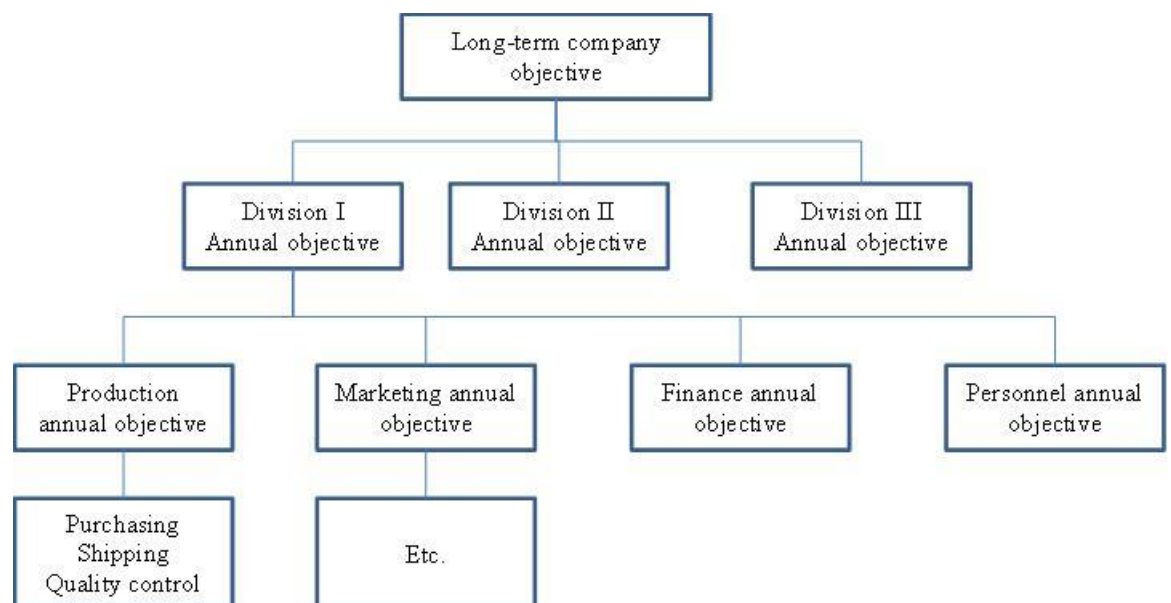 Long-term company
objective
Division I
Annual objective
Division II
Annual objective
Division III
Annual objective
Production
annual objective
Marketing annual
objective
Finance annual
objective
Personnel annual
objective
Purchasing
Shipping
Quality control
Etc.